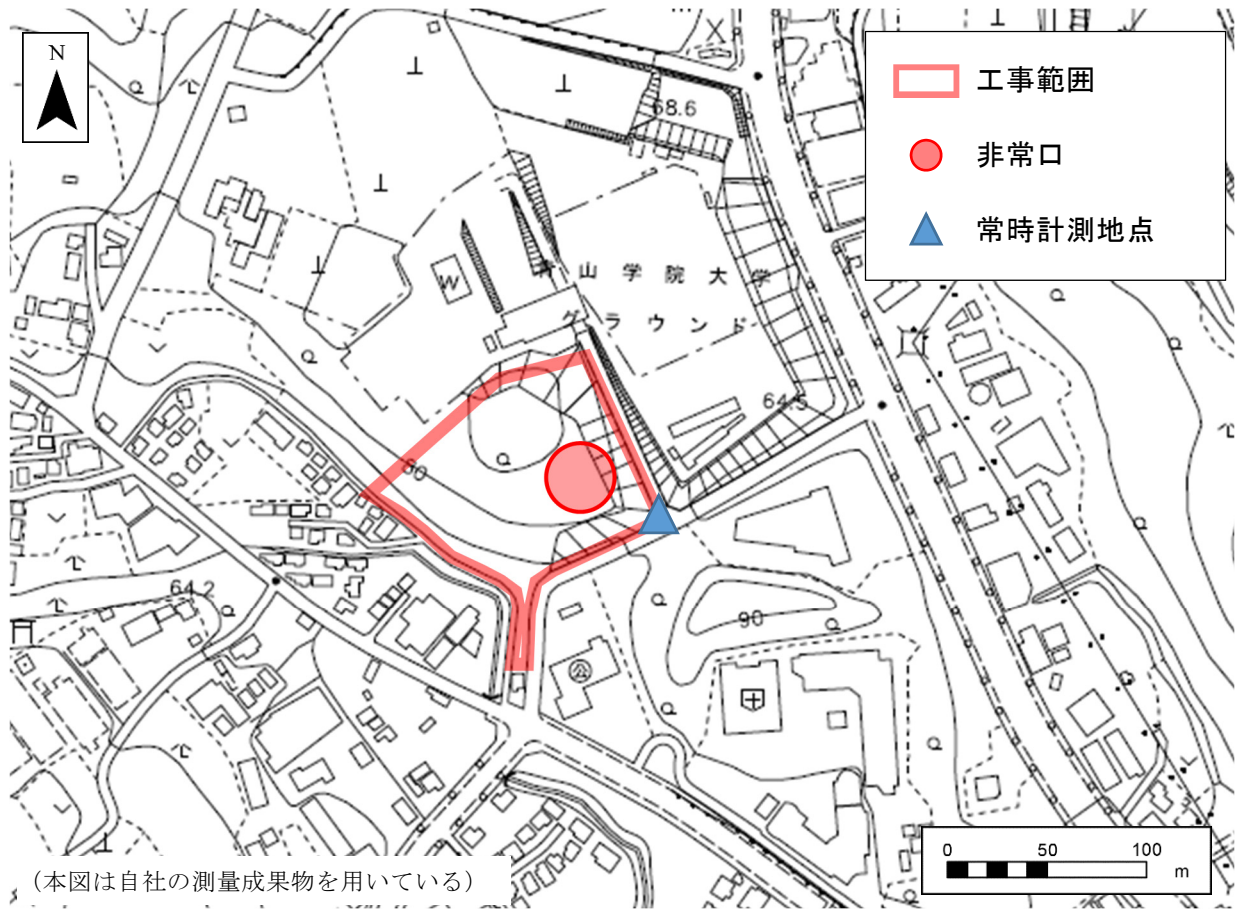 N
工事範囲
非常口
常時計測地点
68.6
山学院大学
グラウンド
W
64.5
60
64.2
90
0 50 100
m
(本図は自社の測量成果物を用いている)